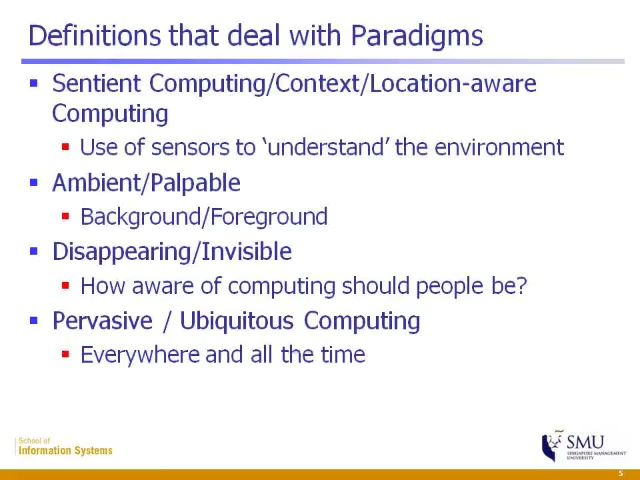 Definitions that deal with Paradigms
Sentient Computing/Context/Location-aware
Computing
Use of sensors to ‘understand’ the environment
Ambient/Palpable
Background/Foreground
Disappearing/Invisible
How aware of computing should people be?
Pervasive / Ubiquitous Computing
Everywhere and all the time
School of
Information Systems
SMU
SINGAPORE MANAGEMENT
UNIVERSITY
5